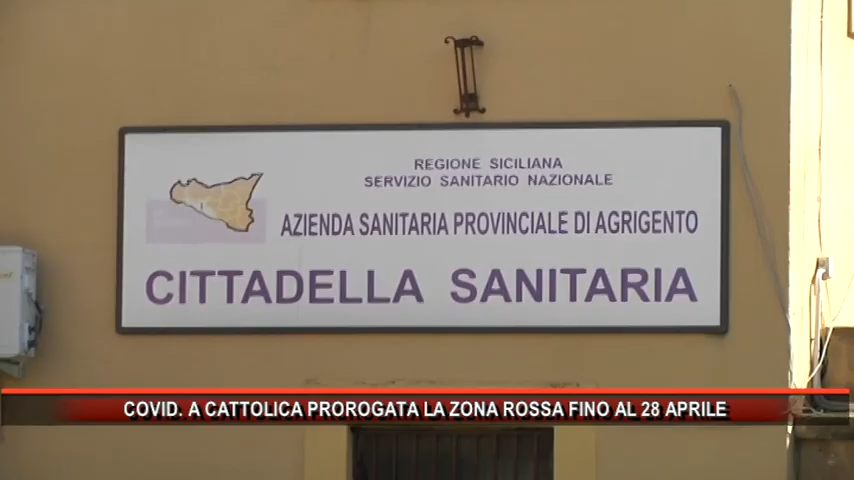 REGIONE SICILIANA
SERVIZIO SANITARIO NAZIONALE
AZIENDA SANITARIA PROVINCIALE DI AGRIGENTO
CITTADELLA SANITARIA
COVID. A CATTOLICA PROROGATA LA ZONA ROSSA FINO AL 28 APRILE